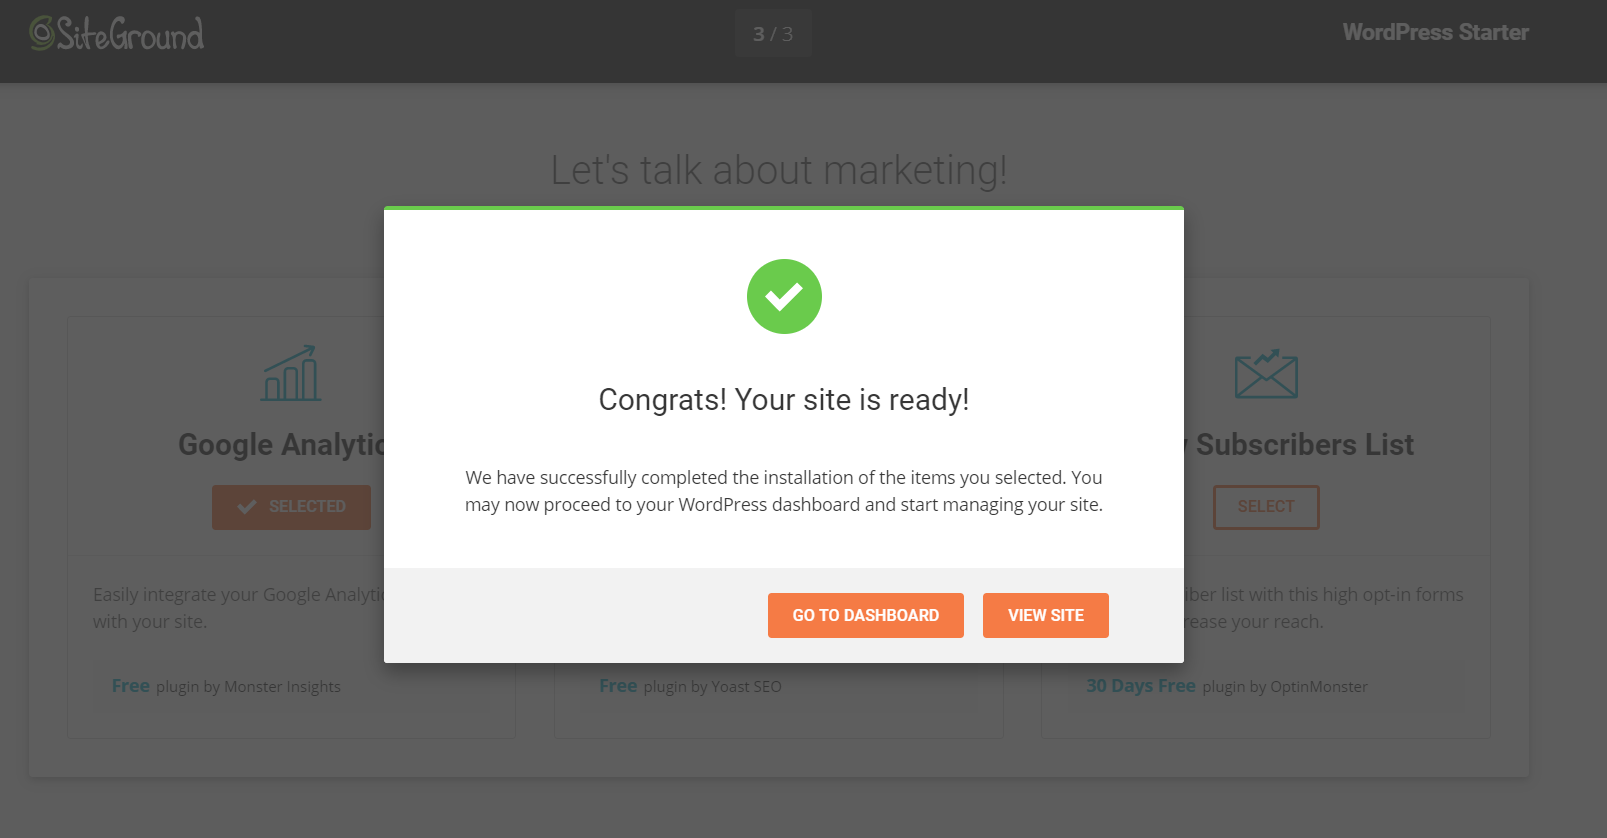 SiteGround
3 / 3
WordPress Starter
Let's talk about marketing!
Congrats! Your site is ready!
We have successfully completed the installation of the items you selected. You
may now proceed to your WordPress dashboard and start managing your site.
GO TO DASHBOARD
VIEW SITE
Google Analytic
SELECTED
Easily integrate your Google Analytic
with your site.
Free plugin by Monster Insights
Free plugin by Yoast SEO
Subscribers List
SELECT
list with this high opt-in forms
your reach.
30 Days Free plugin by OptinMonster